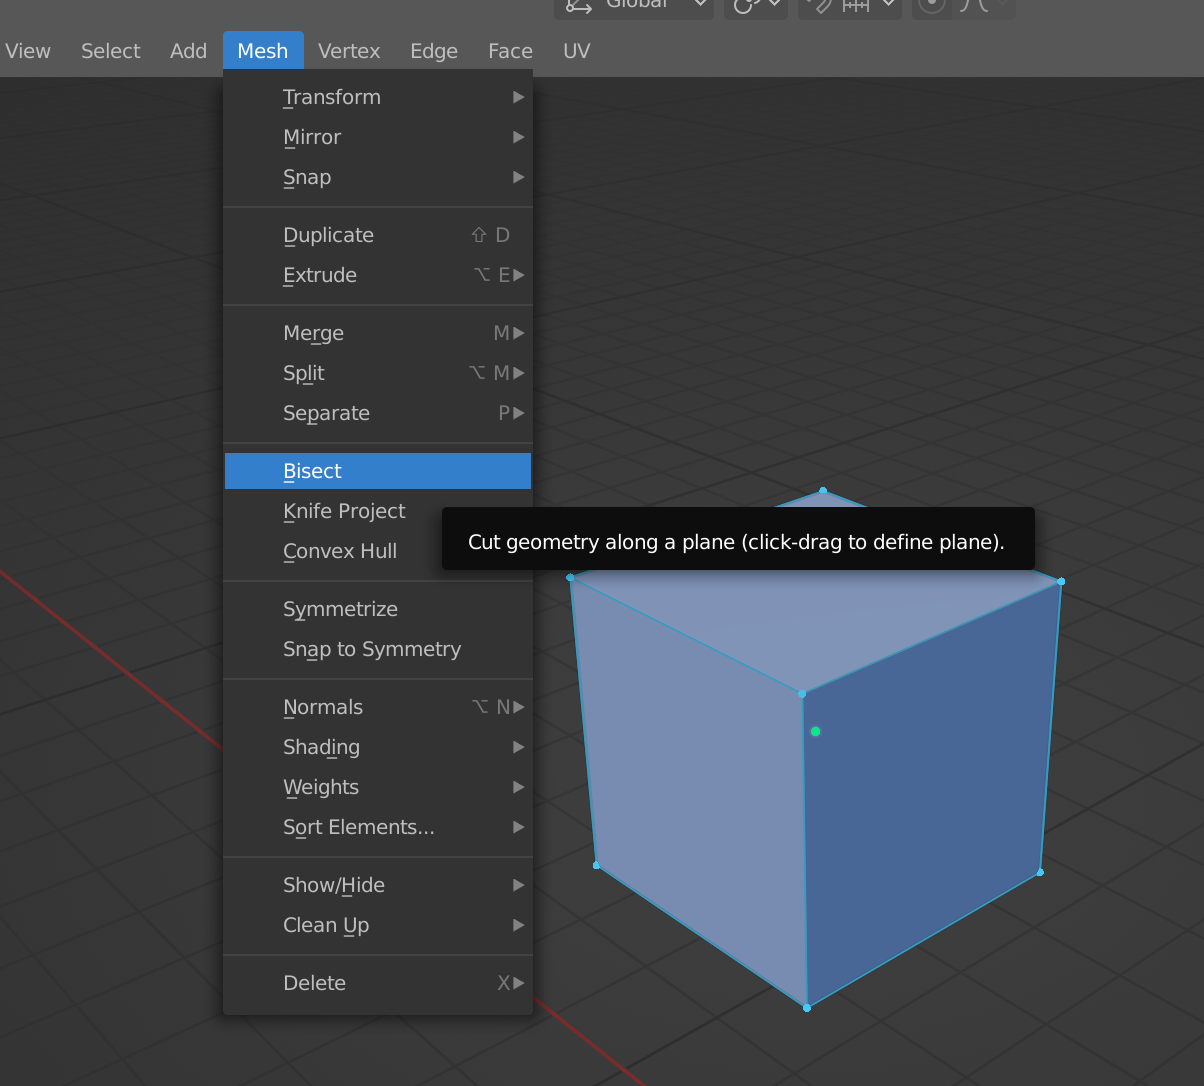 Global
View Select Add Mesh Vertex Edge Face UV
Transform
Mirror
Snap
Duplicate ⇧ D
Extrude ⌥ E
Merge M
Split ⌥ M
Separate P
Bisect
Knife Project
Cut geometry along a plane (click-drag to define plane).
Convex Hull
Symmetrize
Snap to Symmetry
Normals ⌥ N
Shading
Weights
Sort Elements...
Show/Hide
Clean Up
Delete X